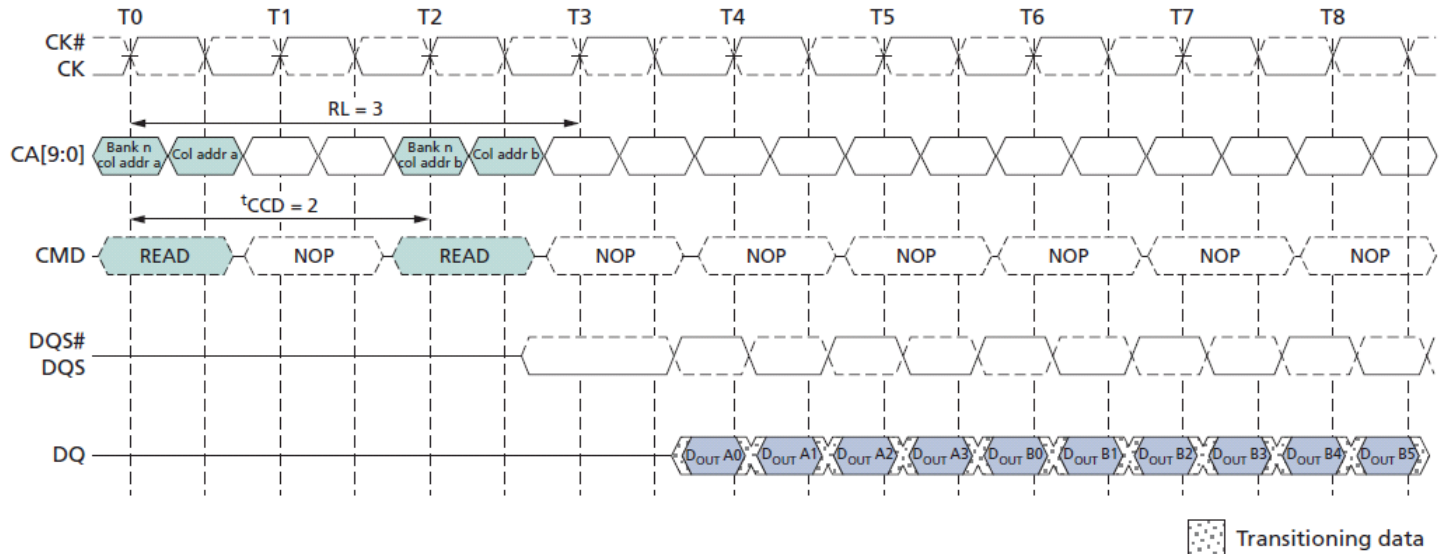 T0 T1 T2 T3 T4 T5 T6 T7 T8
CK#
CK
RL = 3
CA[9:0]
Bank n
col addr a
Col addr a
Bank n
col addr b
Col addr b
tCCD = 2
CMD READ NOP READ NOP NOP NOP NOP NOP NOP
DQS#
DQS
DQ DOUT A0 DOUT A1 DOUT A2 DOUT A3 DOUT B0 DOUT B1 DOUT B2 DOUT B3 DOUT B4 DOUT B5
Transitioning data